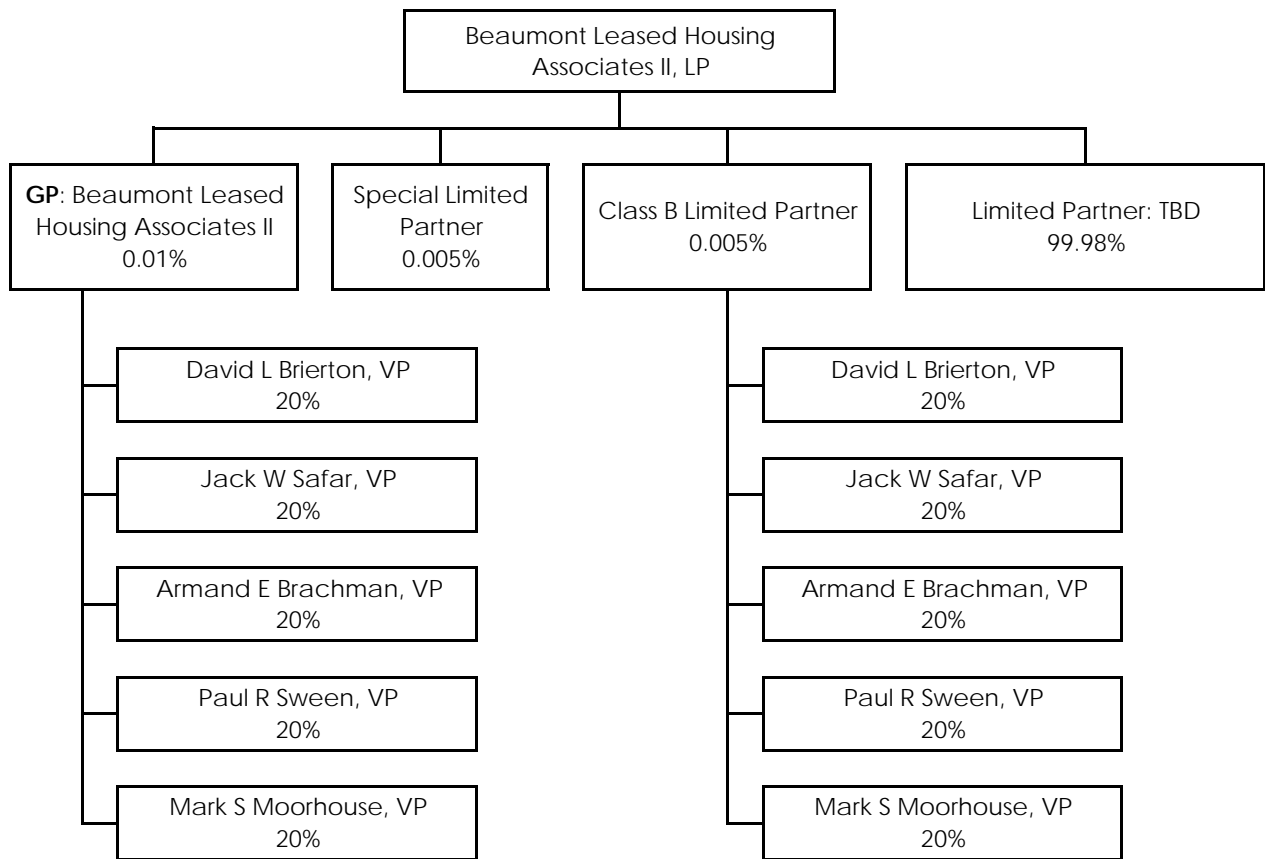 Beaumont Leased Housing
Associates II, LP
GP: Beaumont Leased
Housing Associates II
0.01%
Special Limited
Partner
0.005%
Class B Limited Partner
0.005%
Limited Partner: TBD
99.98%
David L Brierton, VP
20%
Jack W Safar, VP
20%
Armand E Brachman, VP
20%
Paul R Sween, VP
20%
Mark S Moorhouse, VP
20%
David L Brierton, VP
20%
Jack W Safar, VP
20%
Armand E Brachman, VP
20%
Paul R Sween, VP
20%
Mark S Moorhouse, VP
20%